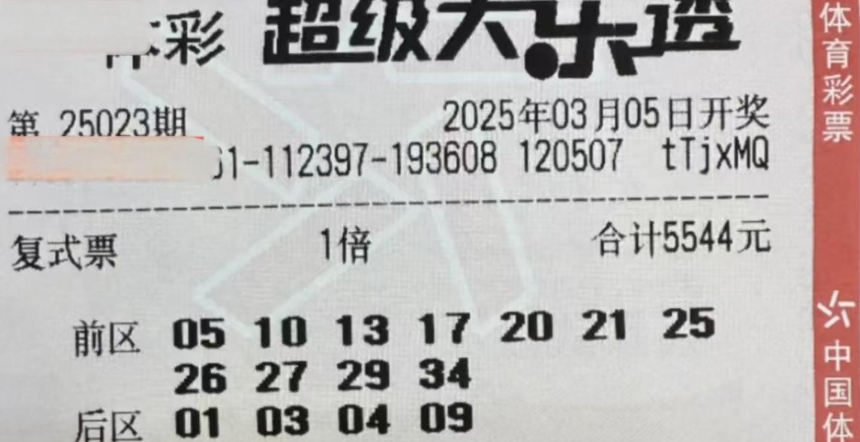 体彩 超级大乐透
第 25023期 2025年03月05日开奖
61-112397-193608 120507 tTjxMQ
复式票 1倍 合计5544元
前区 05 10 13 17 20 21 25
26 27 29 34
后区 01 03 04 09
体育彩票
中国体